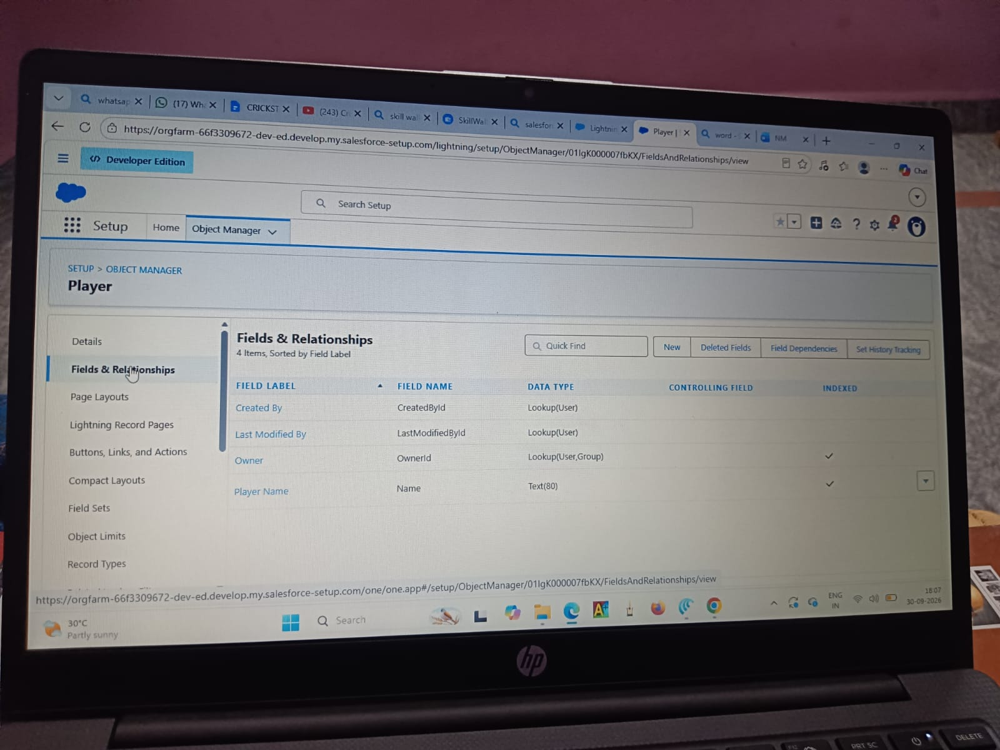 whatsap
(17) Wh
CRICKST
(243) Cr
skill wal
SkillWal
salesfor
Lightnin
Player |
word -
NM
https://orgfarm-66f3309672-dev-ed.develop.my.salesforce-setup.com/lightning/setup/ObjectManager/01IgK000007fbKX/FieldsAndRelationships/view
Chat
</> Developer Edition
Search Setup
Setup
Home
Object Manager
2
SETUP > OBJECT MANAGER
Player
Details
Fields & Relationships
Page Layouts
Lightning Record Pages
Buttons, Links, and Actions
Compact Layouts
Field Sets
Object Limits
Record Types
Fields & Relationships
4 Items, Sorted by Field Label
Quick Find
New
Deleted Fields
Field Dependencies
Set History Tracking
FIELD LABEL FIELD NAME DATA TYPE CONTROLLING FIELD INDEXED
Created By CreatedById Lookup(User)
Last Modified By LastModifiedById Lookup(User)
Owner OwnerId Lookup(User,Group)
Player Name Name Text(80)
https://orgfarm-66f3309672-dev-ed.develop.my.salesforce-setup.com/one/one.app#/setup/ObjectManager/01IgK000007fbKX/FieldsAndRelationships/view
30°C
Partly sunny
Search
ENG
IN
18:07
30-09-2026
hp
PRT SC
DELETE